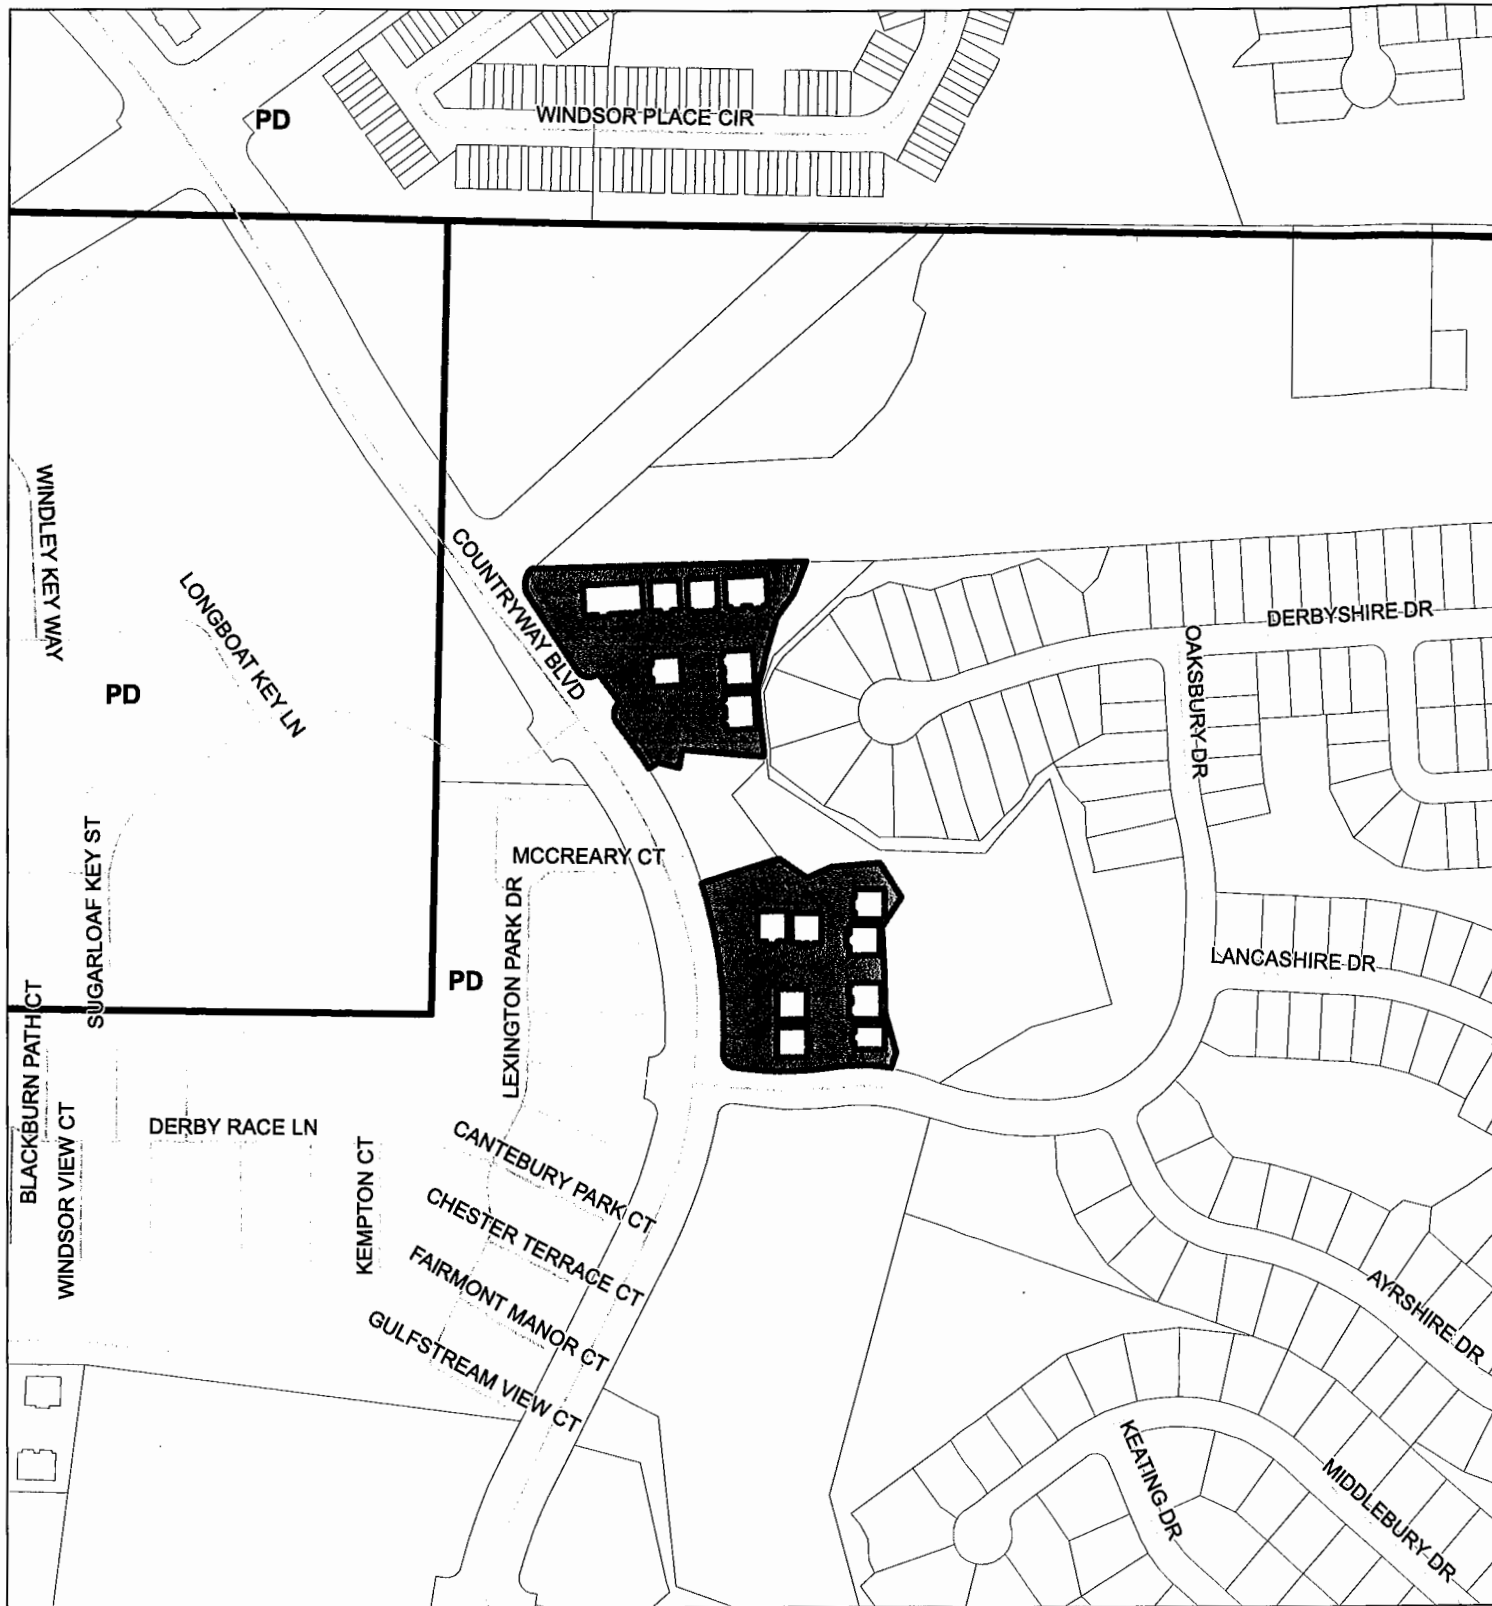 PD
WINDSOR PLACE CIR
WINDLEY KEY WAY
LONGBOAT KEY LN
COUNTRYWAY BLVD
DERBYSHIRE DR
OAKSBURY DR
PD
SUGARLOAF KEY ST
MCCREARY CT
LEXINGTON PARK DR
PD
LANCASHIRE DR
BLACKBURN PATH CT
WINDSOR VIEW CT
DERBY RACE LN
KEMPTON CT
CANTEBURY PARK CT
CHESTER TERRACE CT
FAIRMONT MANOR CT
GULFSTREAM VIEW CT
AYRSHIRE DR
KEATING DR
MIDDLEBURY DR